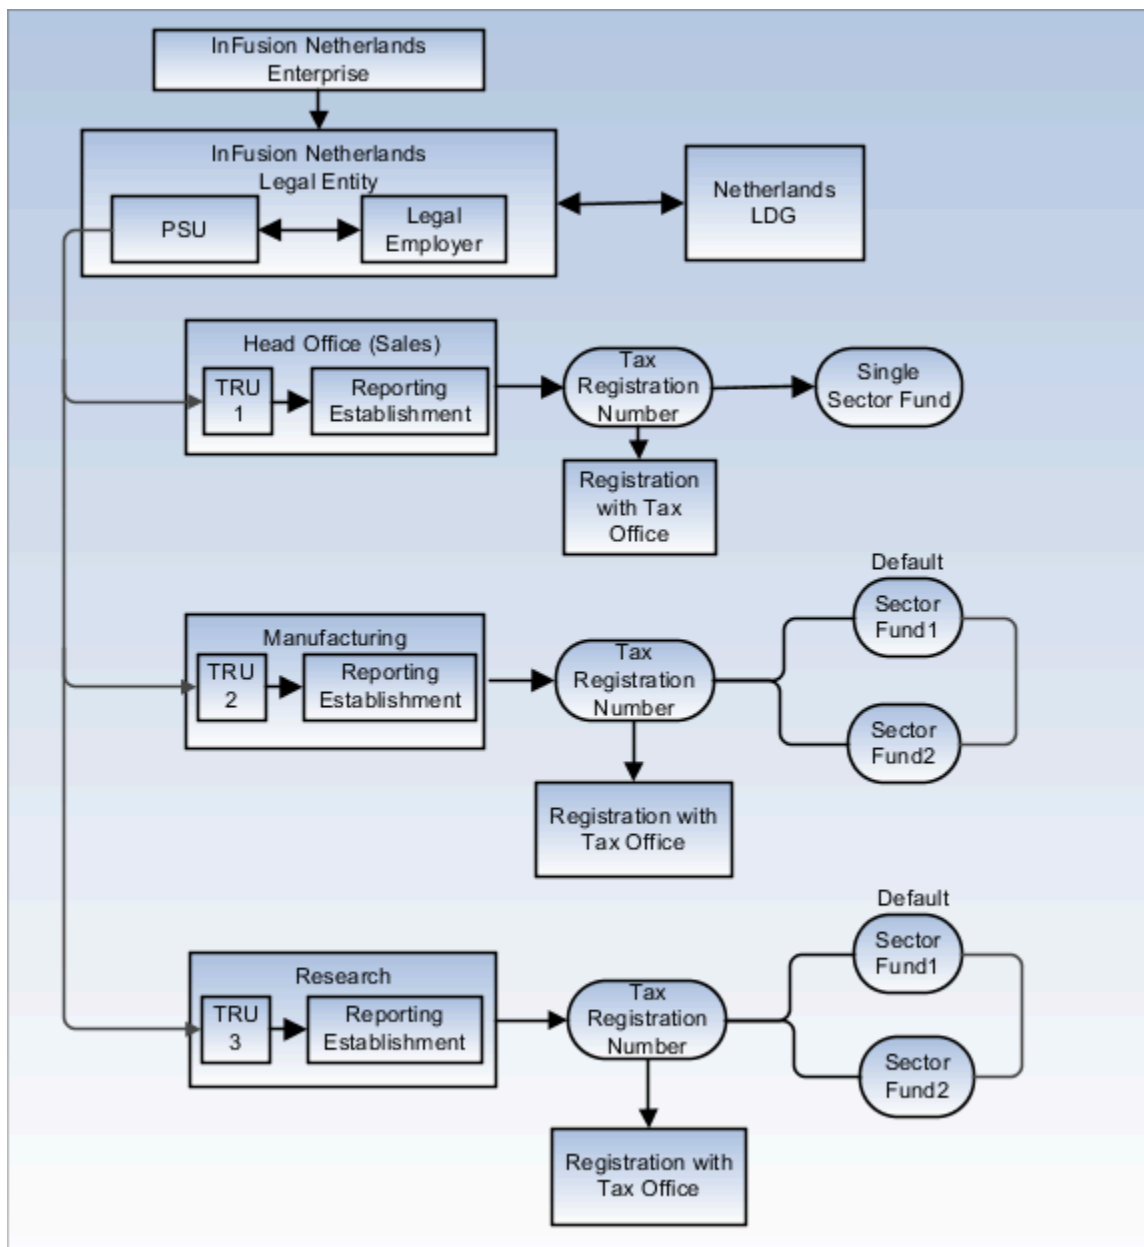 InFusion Netherlands
Enterprise
InFusion Netherlands
Legal Entity
PSU
Legal
Employer
Netherlands
LDG
Head Office (Sales)
TRU
1
Reporting
Establishment
Tax
Registration
Number
Single
Sector Fund
Registration
with Tax
Office
Manufacturing
TRU
2
Reporting
Establishment
Tax
Registration
Number
Default
Sector
Fund1
Sector
Fund2
Registration with
Tax Office
Research
TRU
3
Reporting
Establishment
Tax
Registration
Number
Default
Sector
Fund1
Sector
Fund2
Registration with
Tax Office